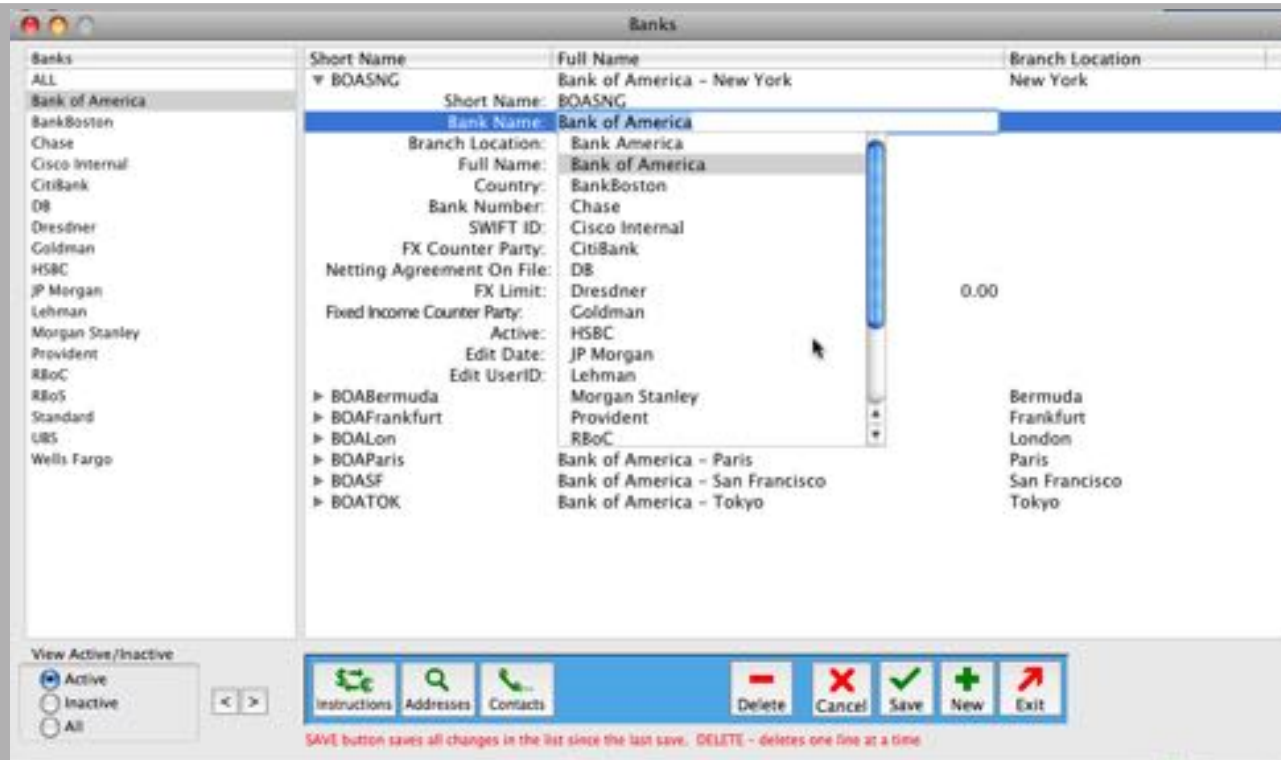 Banks
Banks
ALL
Bank of America
BankBoston
Chase
Cisco Internal
CitiBank
DB
Dresdner
Goldman
HSBC
JP Morgan
Lehman
Morgan Stanley
Provident
RBoC
RBoS
Standard
UBS
Wells Fargo
Short Name Full Name Branch Location
BOASNG Bank of America - New York New York
Short Name: BOASNG
Bank Name: Bank of America
Branch Location: Bank America
Full Name: Bank of America
Country: BankBoston
Bank Number: Chase
SWIFT ID: Cisco Internal
FX Counter Party: CitiBank
Netting Agreement On File: DB
FX Limit: Dresdner 0.00
Fixed Income Counter Party: Goldman
Active: HSBC
Edit Date: JP Morgan
Edit UserID: Lehman
BOABermuda Morgan Stanley Bermuda
BOAFrankfurt Provident Frankfurt
BOALon RBoC London
BOAParis Bank of America - Paris Paris
BOASF Bank of America - San Francisco San Francisco
BOATOK Bank of America - Tokyo Tokyo
View Active/Inactive
Active
Inactive
All
< >
Instructions Addresses Contacts Delete Cancel Save New Exit
SAVE button saves all changes in the list since the last save. DELETE - deletes one line at a time